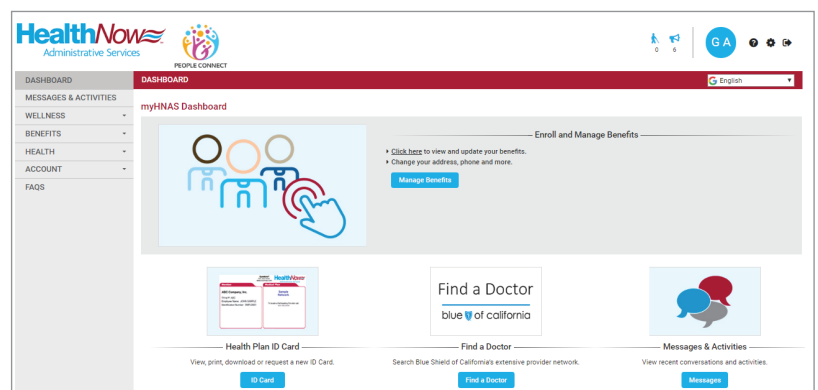 HealthNow
Administrative Services
PEOPLE CONNECT
0
6
G A
DASHBOARD
MESSAGES & ACTIVITIES
WELLNESS
BENEFITS
HEALTH
ACCOUNT
FAQS
DASHBOARD
G English
myHNAS Dashboard
Enroll and Manage Benefits
Click here to view and update your benefits.
Change your address, phone and more.
Manage Benefits
HealthNow
Find a Doctor
blue of california
Health Plan ID Card
View, print, download or request a new ID Card.
ID Card
Find a Doctor
Search Blue Shield of California's extensive provider network.
Find a Doctor
Messages & Activities
View recent conversations and activities.
Messages